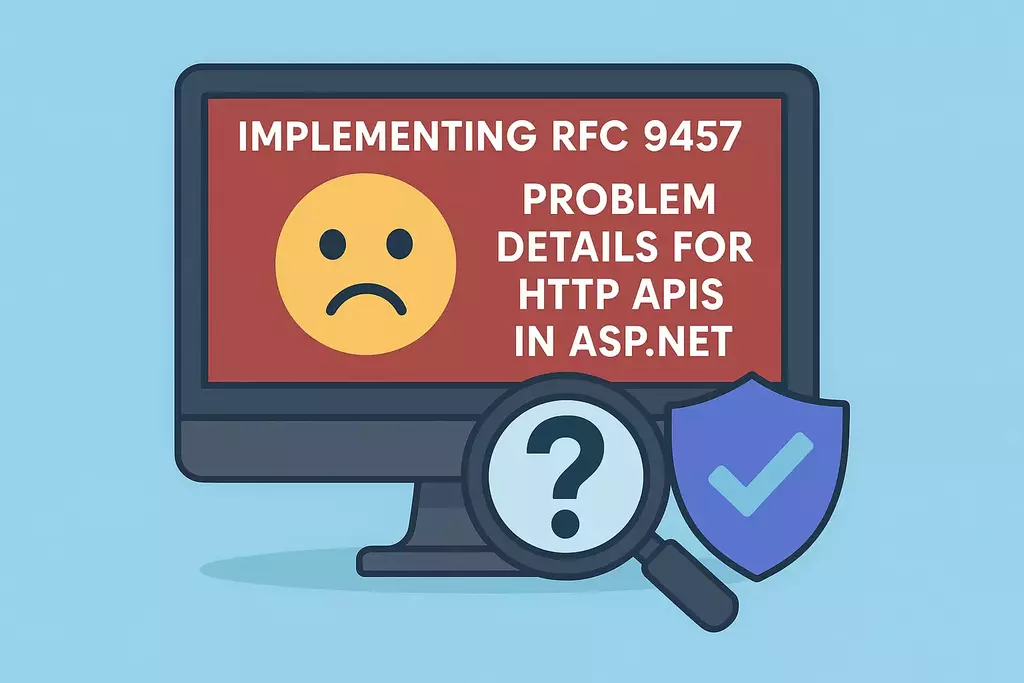 IMPLEMENTING RFC 9457
PROBLEM
DETAILS FOR
HTTP APIS
IN ASP.NET
?